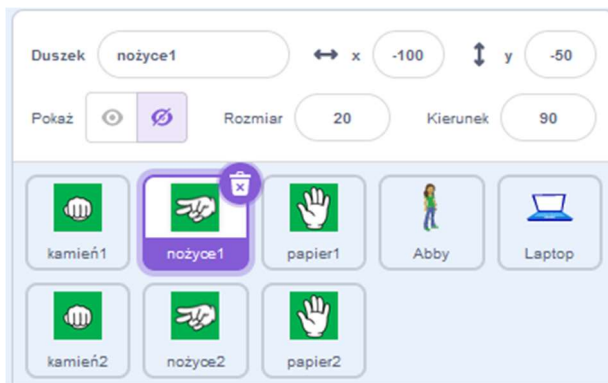 Duszek nożyce1 x -100 y -50
Pokaż Rozmiar 20 Kierunek 90
kamień1 nożyce1 papier1 Abby Laptop
kamień2 nożyce2 papier2